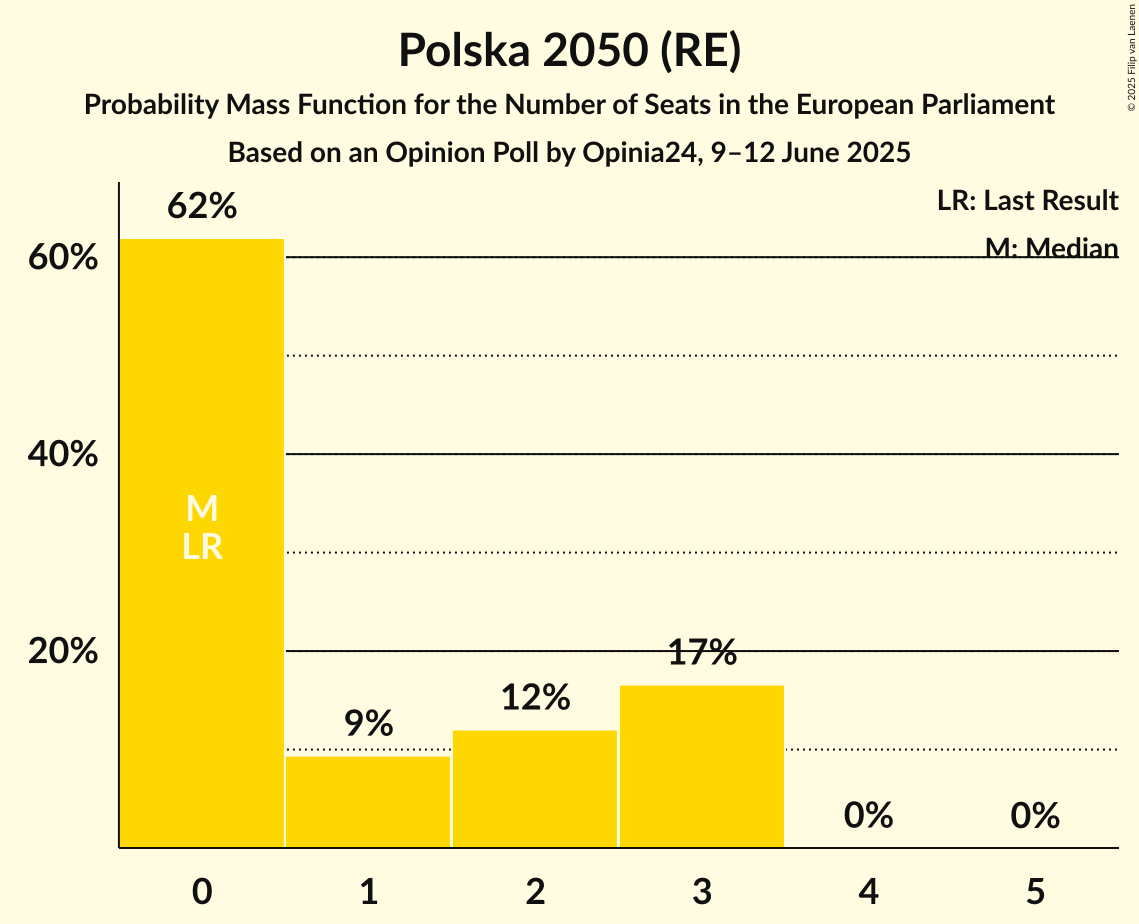 Polska 2050 (RE)
Probability Mass Function for the Number of Seats in the European Parliament
Based on an Opinion Poll by Opinia24, 9–12 June 2025
© 2025 Filip van Laenen
LR: Last Result
M: Median
62%
60%
40%
20%
M
LR
9%
12%
17%
0%
0%
0
1
2
3
4
5